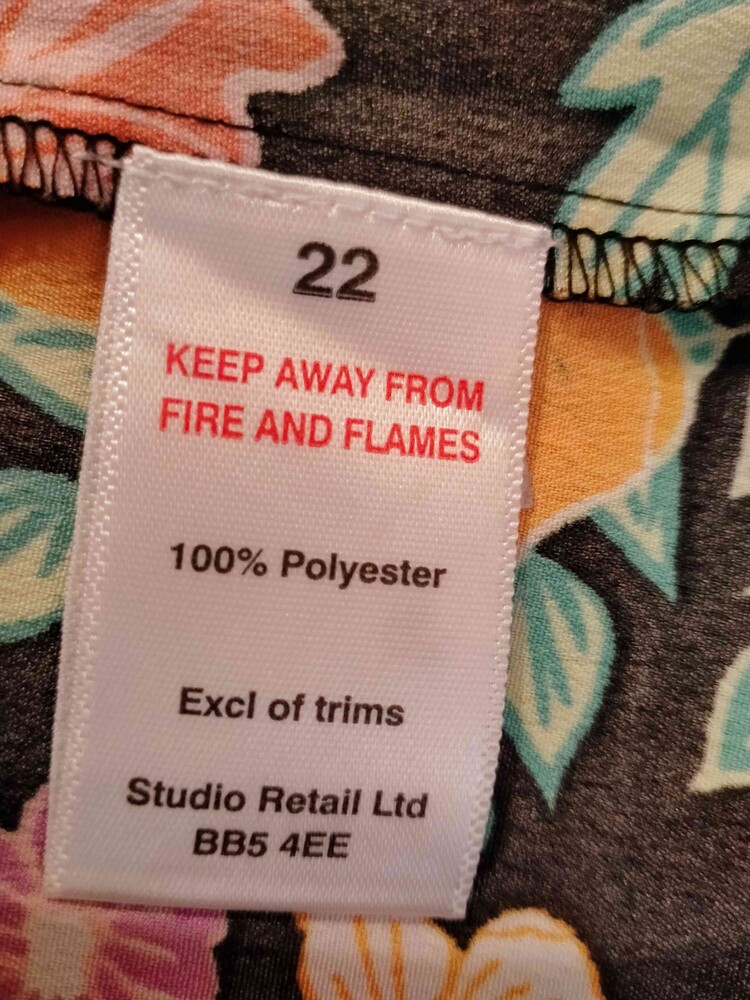 22
KEEP AWAY FROM
FIRE AND FLAMES
100% Polyester
Excl of trims
Studio Retail Ltd
BB5 4EE